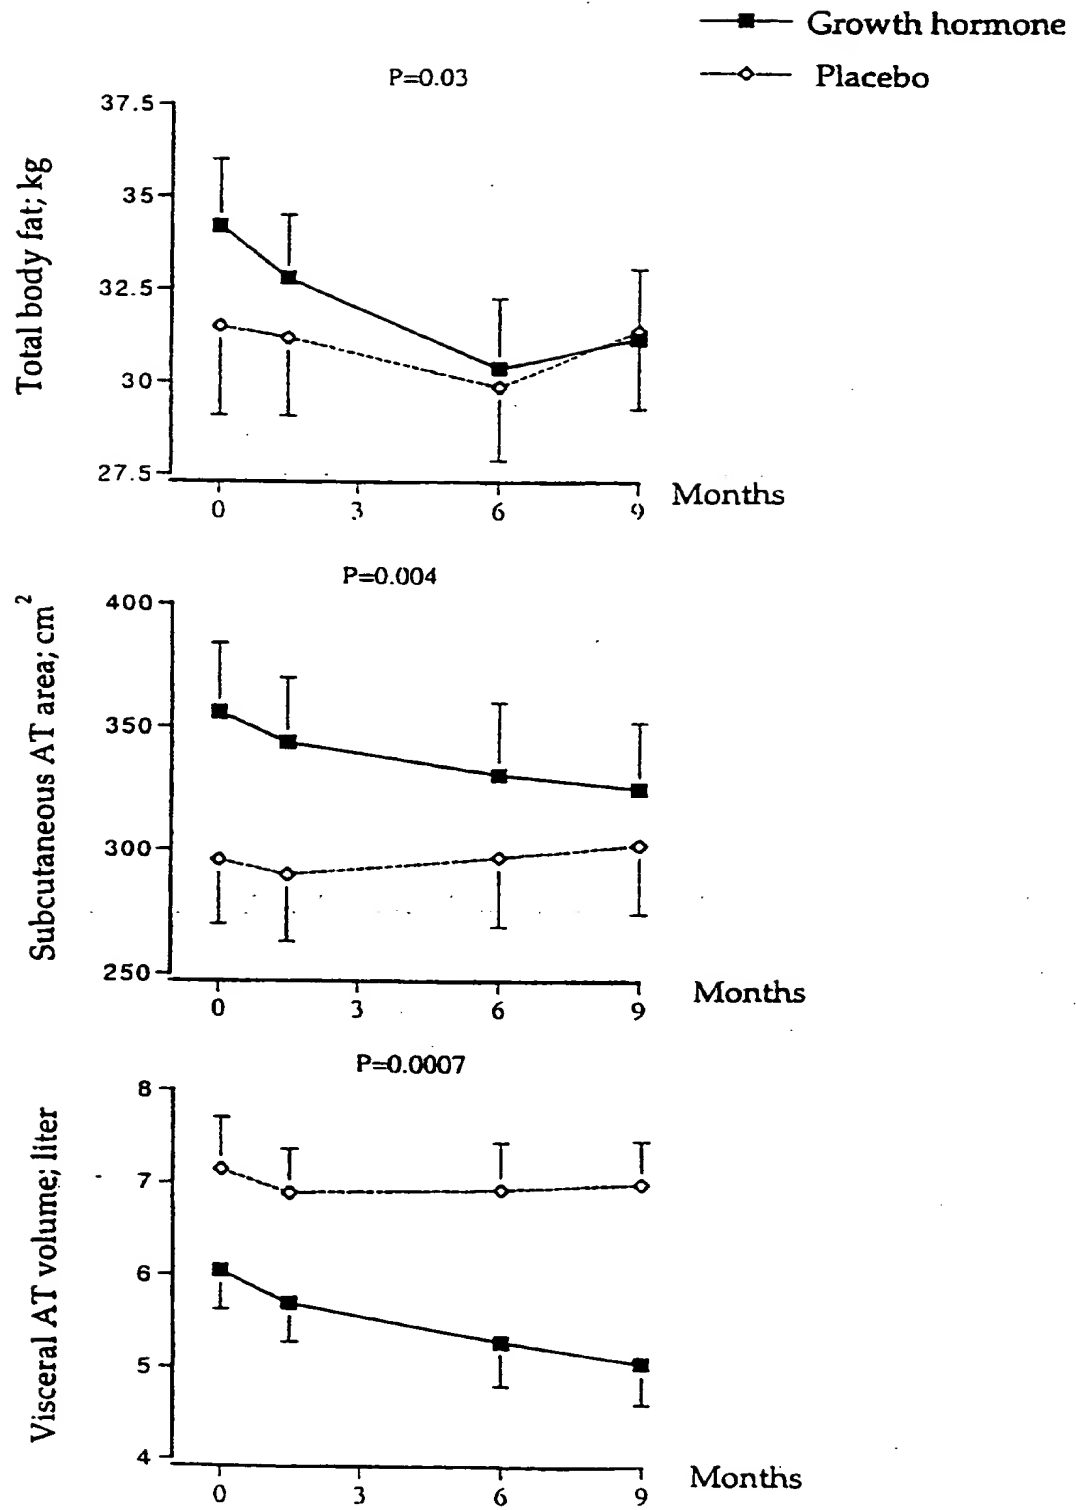 Growth hormone
Placebo
P=0.03
Total body fat; kg
37.5
35
32.5
30
27.5
0 3 6 9 Months
P=0.004
Subcutaneous AT area; cm²
400
350
300
250
0 3 6 9 Months
P=0.0007
Visceral AT volume; liter
8
7
6
5
4
0 3 6 9 Months